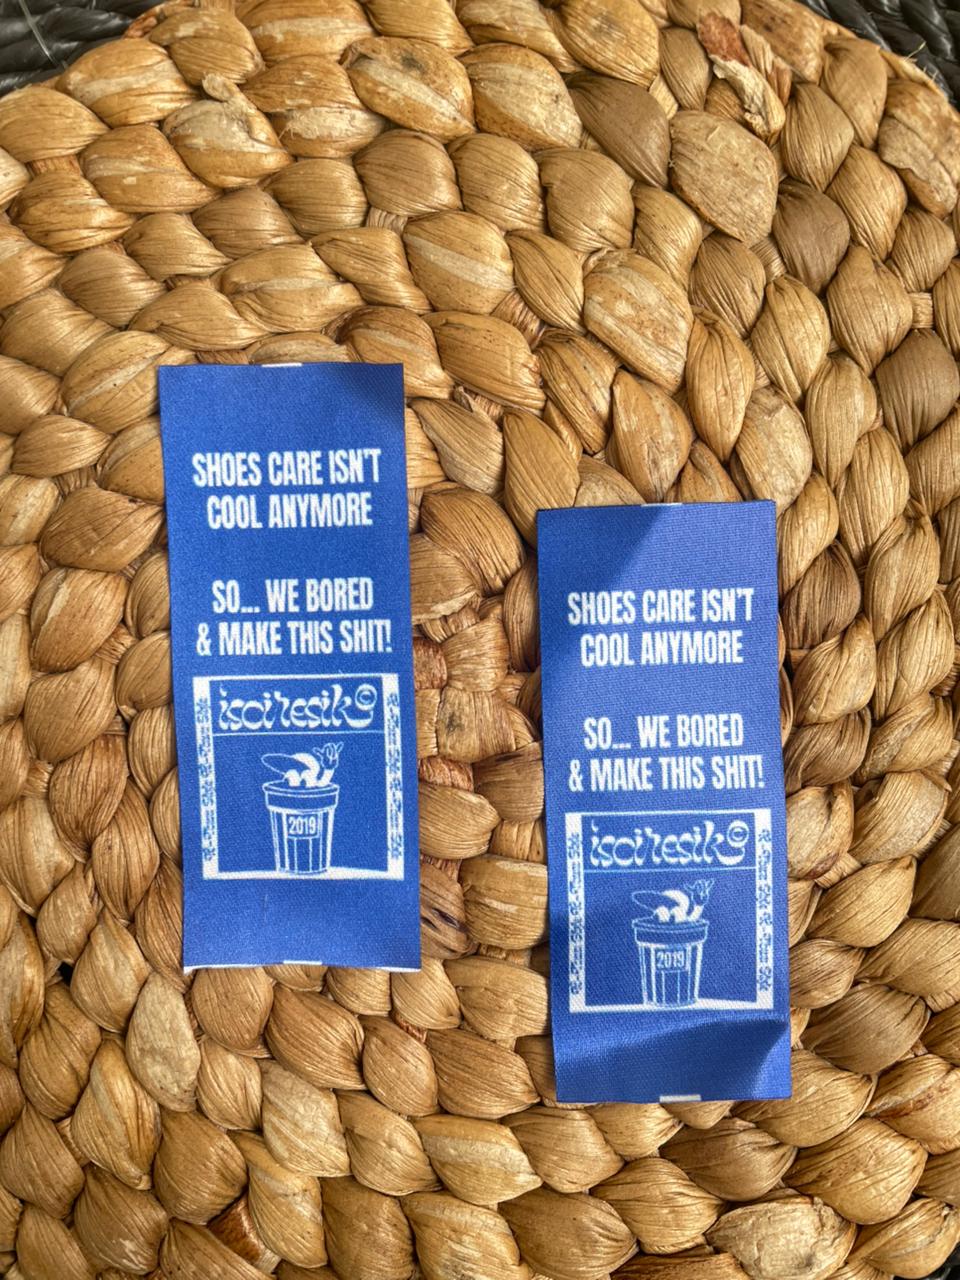 SHOES CARE ISN'T
COOL ANYMORE
SO... WE BORED
& MAKE THIS SHIT!
isoiresik©
2019
SHOES CARE ISN'T
COOL ANYMORE
SO... WE BORED
& MAKE THIS SHIT!
isoiresik©
2019